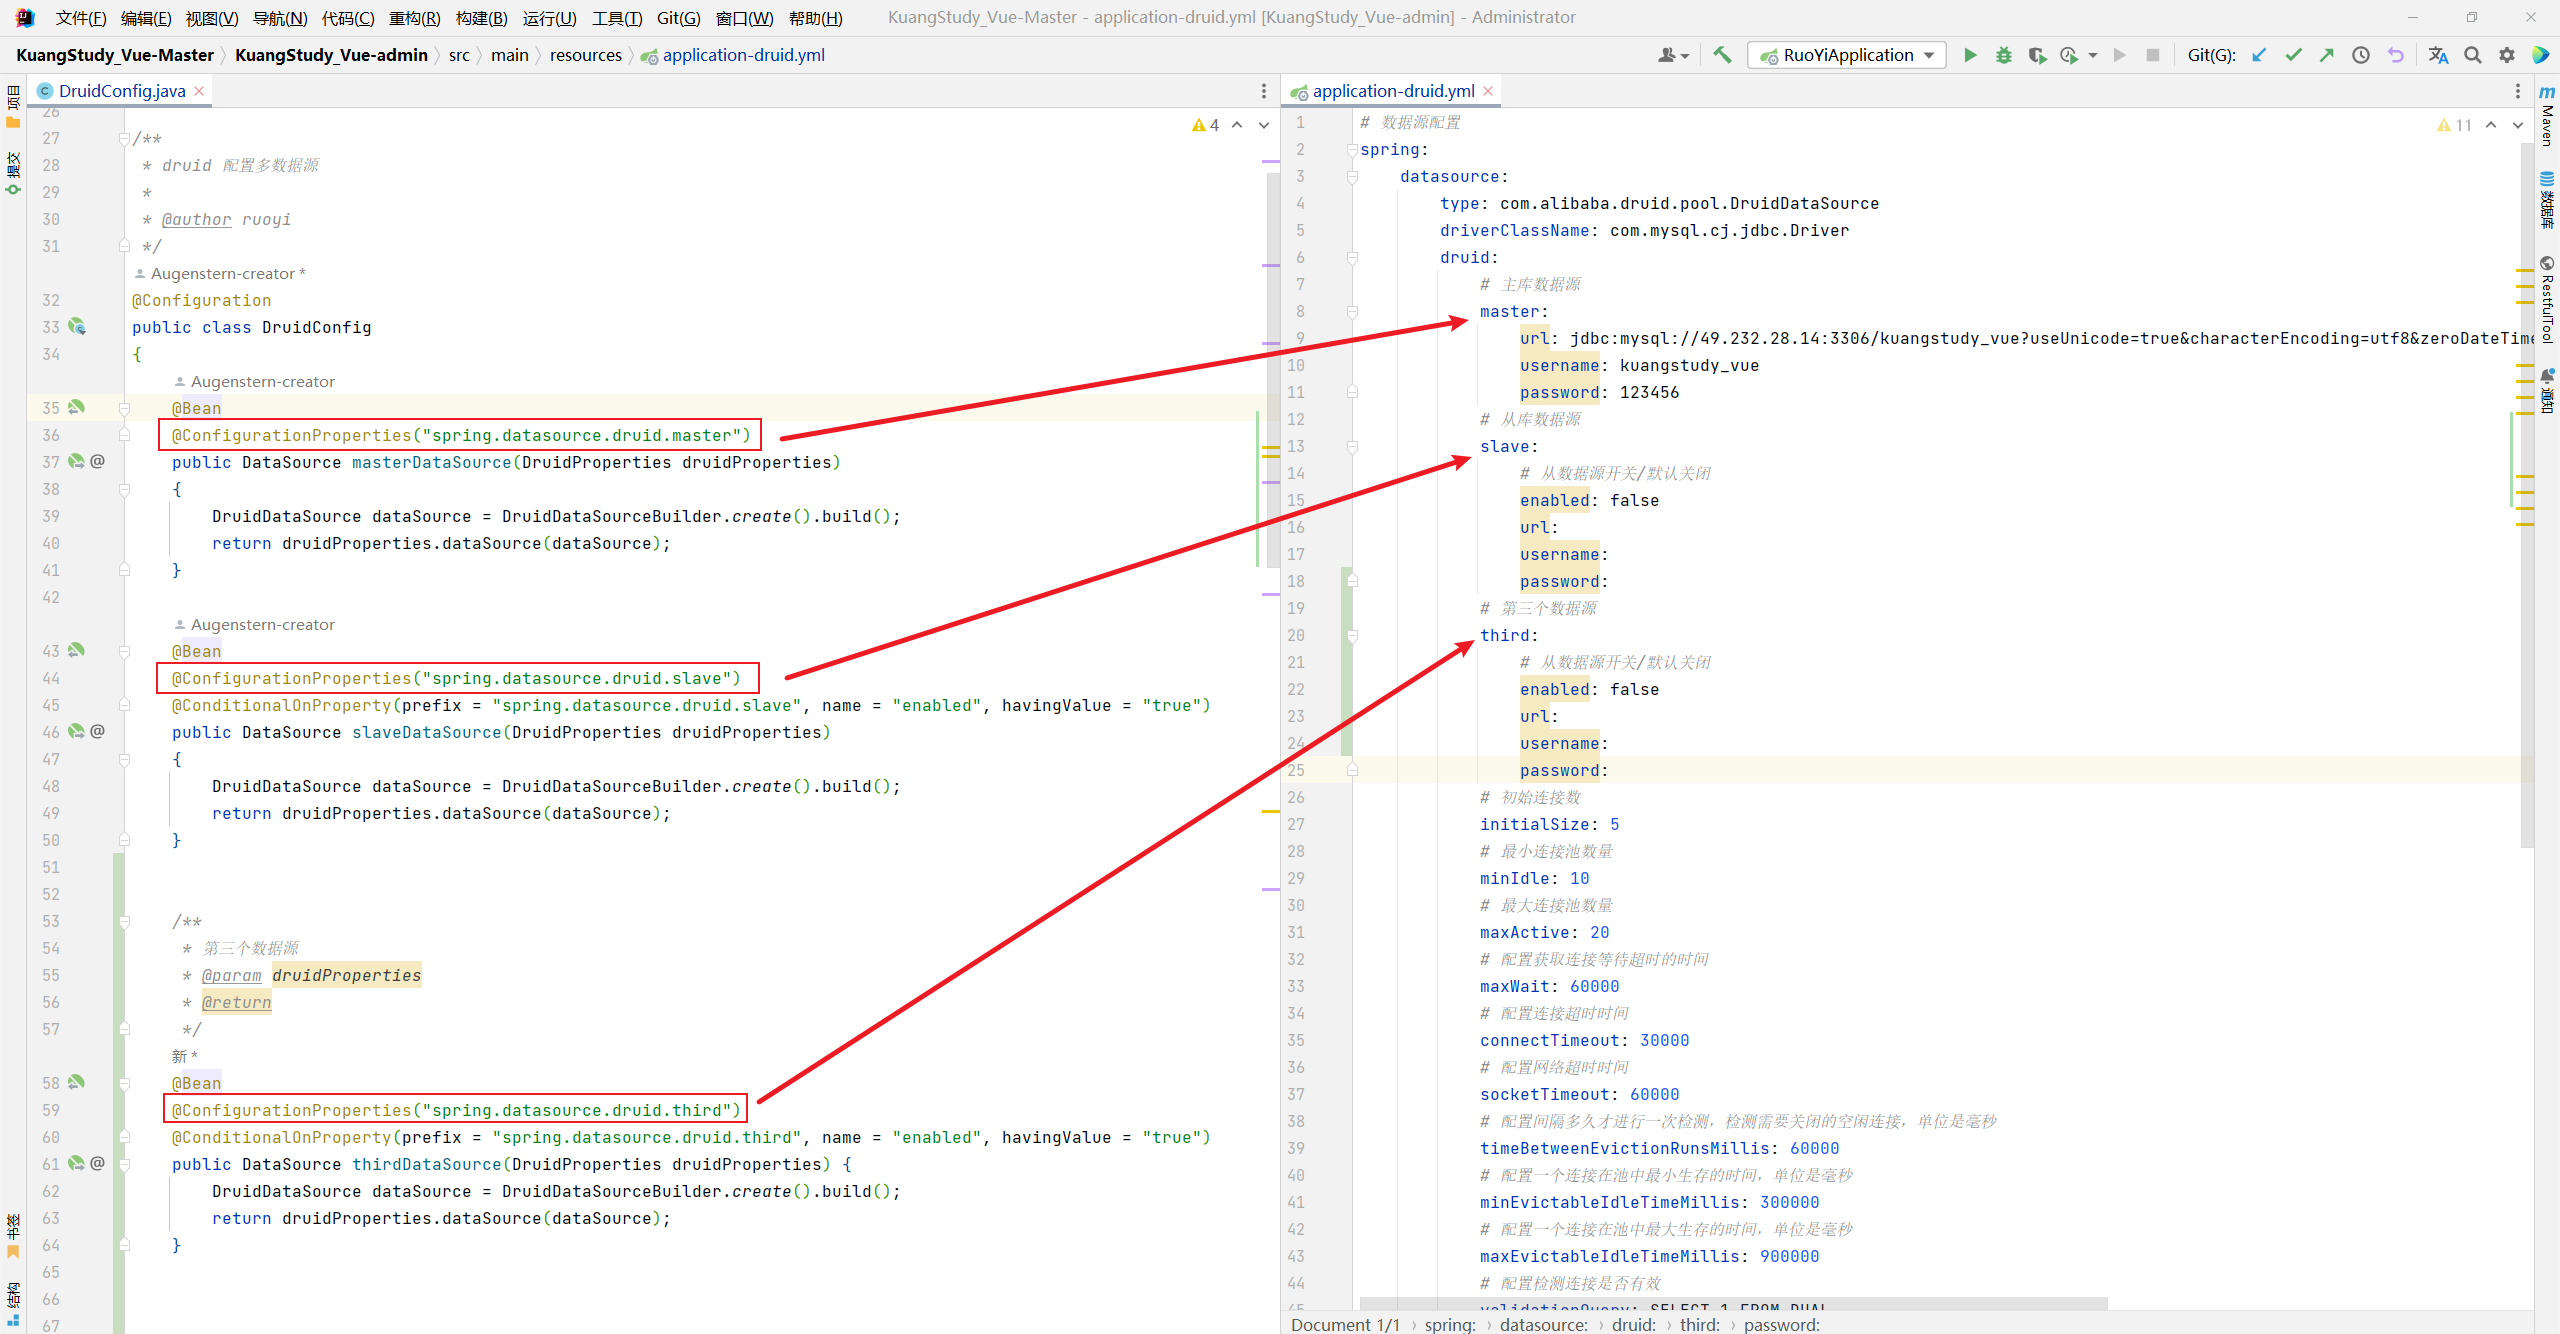 文件(F) 编辑(E) 视图(V) 导航(N) 代码(C) 重构(R) 构建(B) 运行(U) 工具(T) Git(G) 窗口(W) 帮助(H) KuangStudy_Vue-Master - application-druid.yml [KuangStudy_Vue-admin] - Administrator
KuangStudy_Vue-Master KuangStudy_Vue-admin src main resources application-druid.yml RuoYiApplication Git(G):
项目
提交
书签
结构
DruidConfig.java
4
26
27 /**
28 * druid 配置多数据源
29 *
30 * @author ruoyi
31 */
Augenstern-creator *
32 @Configuration
33 public class DruidConfig
34 {
Augenstern-creator
35 @Bean
36 @ConfigurationProperties("spring.datasource.druid.master")
37 @ public DataSource masterDataSource(DruidProperties druidProperties)
38 {
39 DruidDataSource dataSource = DruidDataSourceBuilder.create().build();
40 return druidProperties.dataSource(dataSource);
41 }
42
Augenstern-creator
43 @Bean
44 @ConfigurationProperties("spring.datasource.druid.slave")
45 @ConditionalOnProperty(prefix = "spring.datasource.druid.slave", name = "enabled", havingValue = "true")
46 @ public DataSource slaveDataSource(DruidProperties druidProperties)
47 {
48 DruidDataSource dataSource = DruidDataSourceBuilder.create().build();
49 return druidProperties.dataSource(dataSource);
50 }
51
52
53 /**
54 * 第三个数据源
55 * @param druidProperties
56 * @return
57 */
新 *
58 @Bean
59 @ConfigurationProperties("spring.datasource.druid.third")
60 @ConditionalOnProperty(prefix = "spring.datasource.druid.third", name = "enabled", havingValue = "true")
61 @ public DataSource thirdDataSource(DruidProperties druidProperties) {
62 DruidDataSource dataSource = DruidDataSourceBuilder.create().build();
63 return druidProperties.dataSource(dataSource);
64 }
65
66
67
application-druid.yml
11
1 # 数据源配置
2 spring:
3 datasource:
4 type: com.alibaba.druid.pool.DruidDataSource
5 driverClassName: com.mysql.cj.jdbc.Driver
6 druid:
7 # 主库数据源
8 master:
9 url: jdbc:mysql://49.232.28.14:3306/kuangstudy_vue?useUnicode=true&characterEncoding=utf8&zeroDateTime
10 username: kuangstudy_vue
11 password: 123456
12 # 从库数据源
13 slave:
14 # 从数据源开关/默认关闭
15 enabled: false
16 url:
17 username:
18 password:
19 # 第三个数据源
20 third:
21 # 从数据源开关/默认关闭
22 enabled: false
23 url:
24 username:
25 password:
26 # 初始连接数
27 initialSize: 5
28 # 最小连接池数量
29 minIdle: 10
30 # 最大连接池数量
31 maxActive: 20
32 # 配置获取连接等待超时的时间
33 maxWait: 60000
34 # 配置连接超时时间
35 connectTimeout: 30000
36 # 配置网络超时时间
37 socketTimeout: 60000
38 # 配置间隔多久才进行一次检测，检测需要关闭的空闲连接，单位是毫秒
39 timeBetweenEvictionRunsMillis: 60000
40 # 配置一个连接在池中最小生存的时间，单位是毫秒
41 minEvictableIdleTimeMillis: 300000
42 # 配置一个连接在池中最大生存的时间，单位是毫秒
43 maxEvictableIdleTimeMillis: 900000
44 # 配置检测连接是否有效
45 validationQuery: SELECT 1 FROM DUAL
Document 1/1 spring: datasource: druid: third: password:
m Maven
数据库
RestfulTool
通知